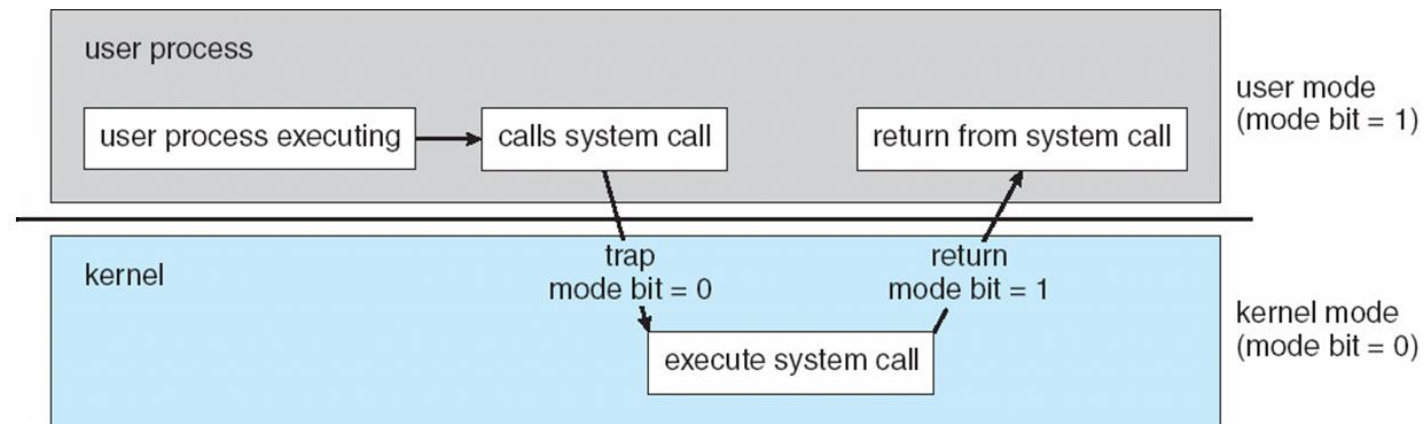 user process
user process executing
calls system call
return from system call
user mode
(mode bit = 1)
kernel
trap
mode bit = 0
return
mode bit = 1
execute system call
kernel mode
(mode bit = 0)